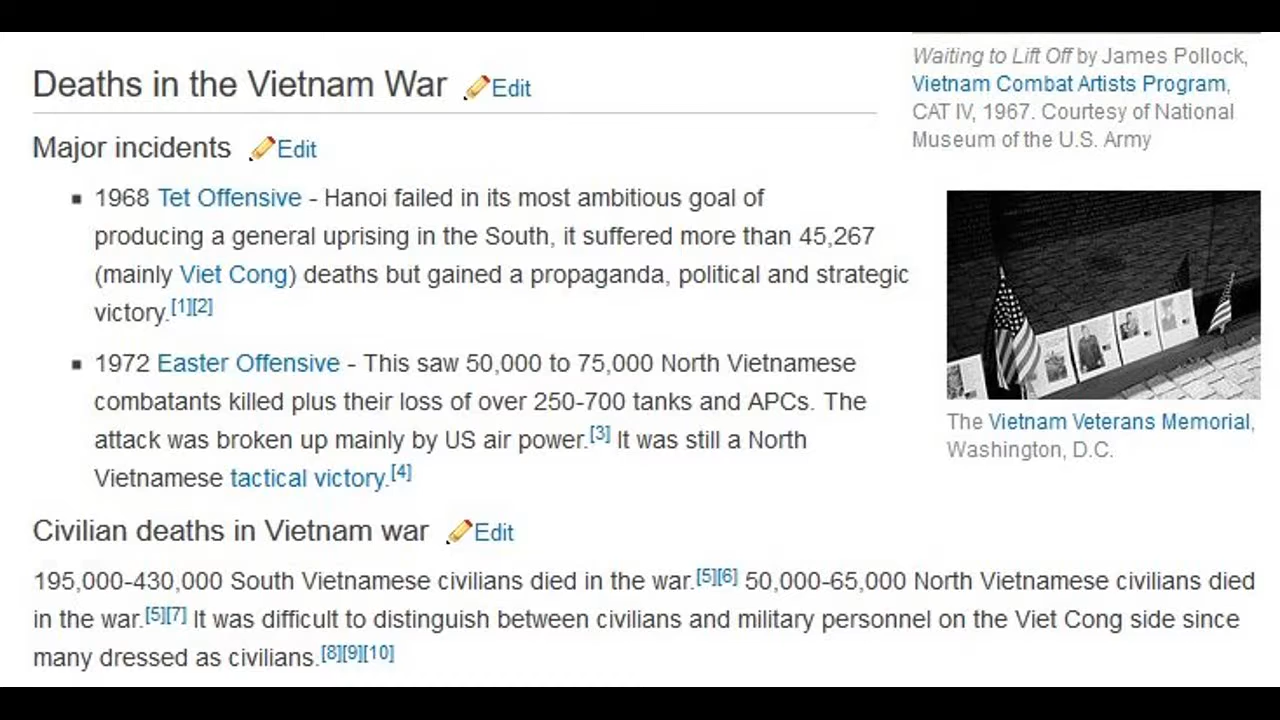 Deaths in the Vietnam War Edit
Major incidents Edit
1968 Tet Offensive - Hanoi failed in its most ambitious goal of
producing a general uprising in the South, it suffered more than 45,267
(mainly Viet Cong) deaths but gained a propaganda, political and strategic
victory.[1][2]
1972 Easter Offensive - This saw 50,000 to 75,000 North Vietnamese
combatants killed plus their loss of over 250-700 tanks and APCs. The
attack was broken up mainly by US air power.[3] It was still a North
Vietnamese tactical victory.[4]
Civilian deaths in Vietnam war Edit
195,000-430,000 South Vietnamese civilians died in the war.[5][6] 50,000-65,000 North Vietnamese civilians died
in the war.[5][7] It was difficult to distinguish between civilians and military personnel on the Viet Cong side since
many dressed as civilians.[8][9][10]
Waiting to Lift Off by James Pollock,
Vietnam Combat Artists Program,
CAT IV, 1967. Courtesy of National
Museum of the U.S. Army
The Vietnam Veterans Memorial,
Washington, D.C.